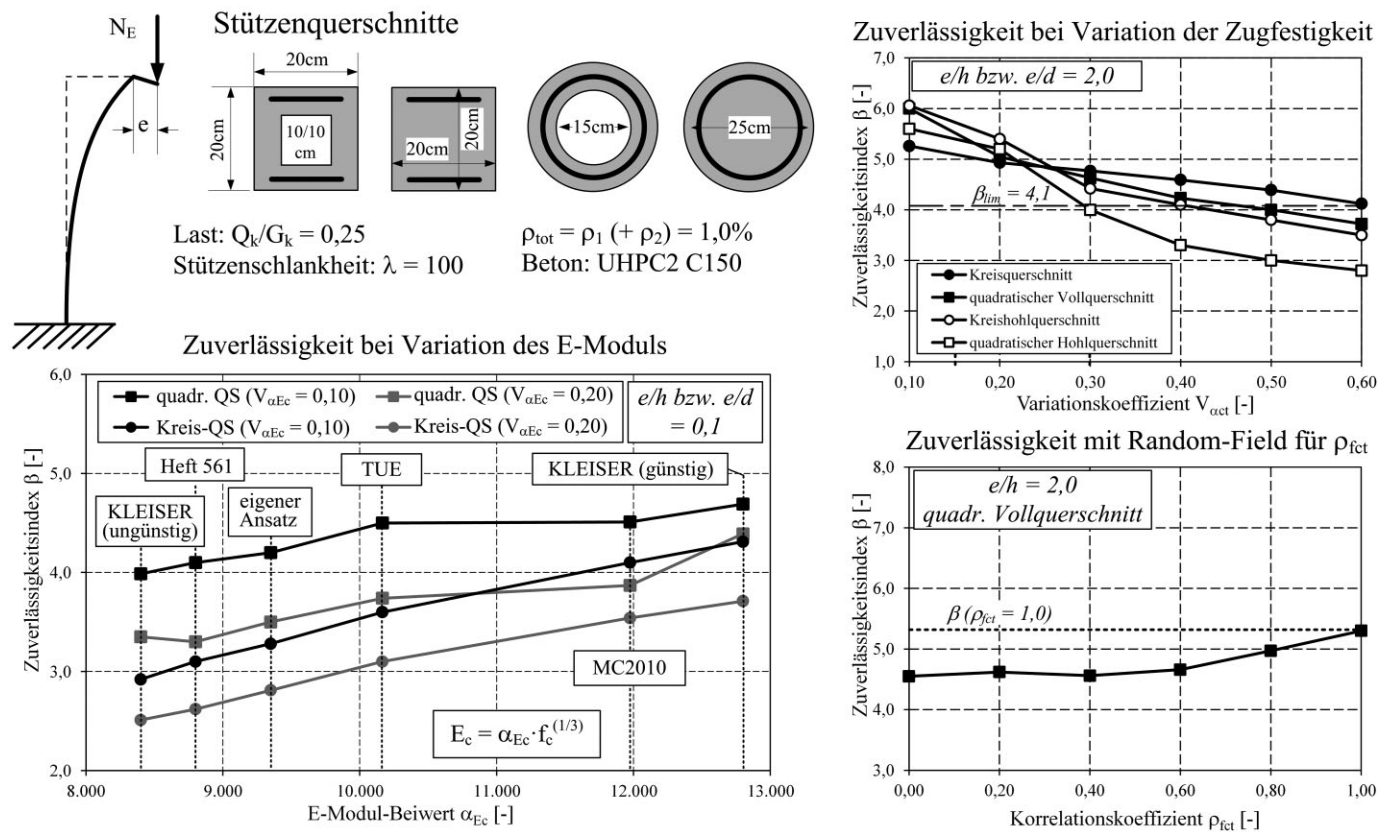 N_E
e
Stützenquerschnitte
20cm
20cm
10/10
cm
20cm
20cm
15cm
25cm
Last: Q_k/G_k = 0,25
Stützenschlankheit: λ = 100
ρ_tot = ρ_1 (+ ρ_2) = 1,0%
Beton: UHPC2 C150
Zuverlässigkeit bei Variation der Zugfestigkeit
Zuverlässigkeitsindex β [-]
7,0
6,0
5,0
4,0
3,0
2,0
1,0
e/h bzw. e/d = 2,0
β_lim = 4,1
Kreisquerschnitt
quadratischer Vollquerschnitt
Kreishohlquerschnitt
quadratischer Hohlquerschnitt
0,10 0,20 0,30 0,40 0,50 0,60
Variationskoeffizient V_αct [-]
Zuverlässigkeit bei Variation des E-Moduls
Zuverlässigkeitsindex β [-]
6,0
5,0
4,0
3,0
2,0
quadr. QS (V_αEc = 0,10)
quadr. QS (V_αEc = 0,20)
Kreis-QS (V_αEc = 0,10)
Kreis-QS (V_αEc = 0,20)
e/h bzw. e/d
= 0,1
Heft 561
TUE
KLEISER (günstig)
KLEISER
(ungünstig)
eigener
Ansatz
MC2010
E_c = α_Ec·f_c^(1/3)
8.000 9.000 10.000 11.000 12.000 13.000
E-Modul-Beiwert α_Ec [-]
Zuverlässigkeit mit Random-Field für ρ_fct
Zuverlässigkeitsindex β [-]
8,0
7,0
6,0
5,0
4,0
3,0
e/h = 2,0
quadr. Vollquerschnitt
β (ρ_fct = 1,0)
0,00 0,20 0,40 0,60 0,80 1,00
Korrelationskoeffizient ρ_fct [-]